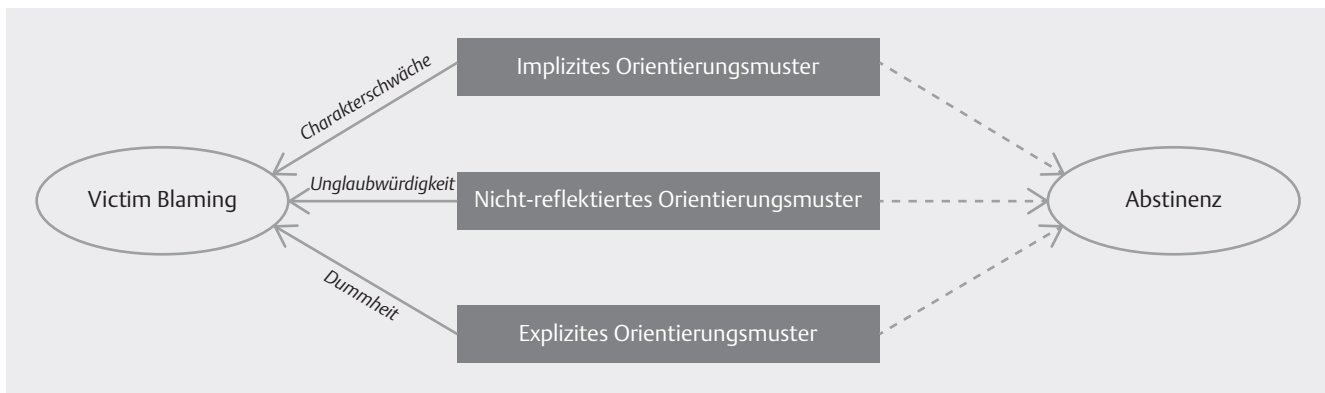 Implizites Orientierungsmuster
Charakterschwäche
Victim Blaming
Unglaubwürdigkeit
Nicht-reflektiertes Orientierungsmuster
Abstinenz
Dummheit
Explizites Orientierungsmuster